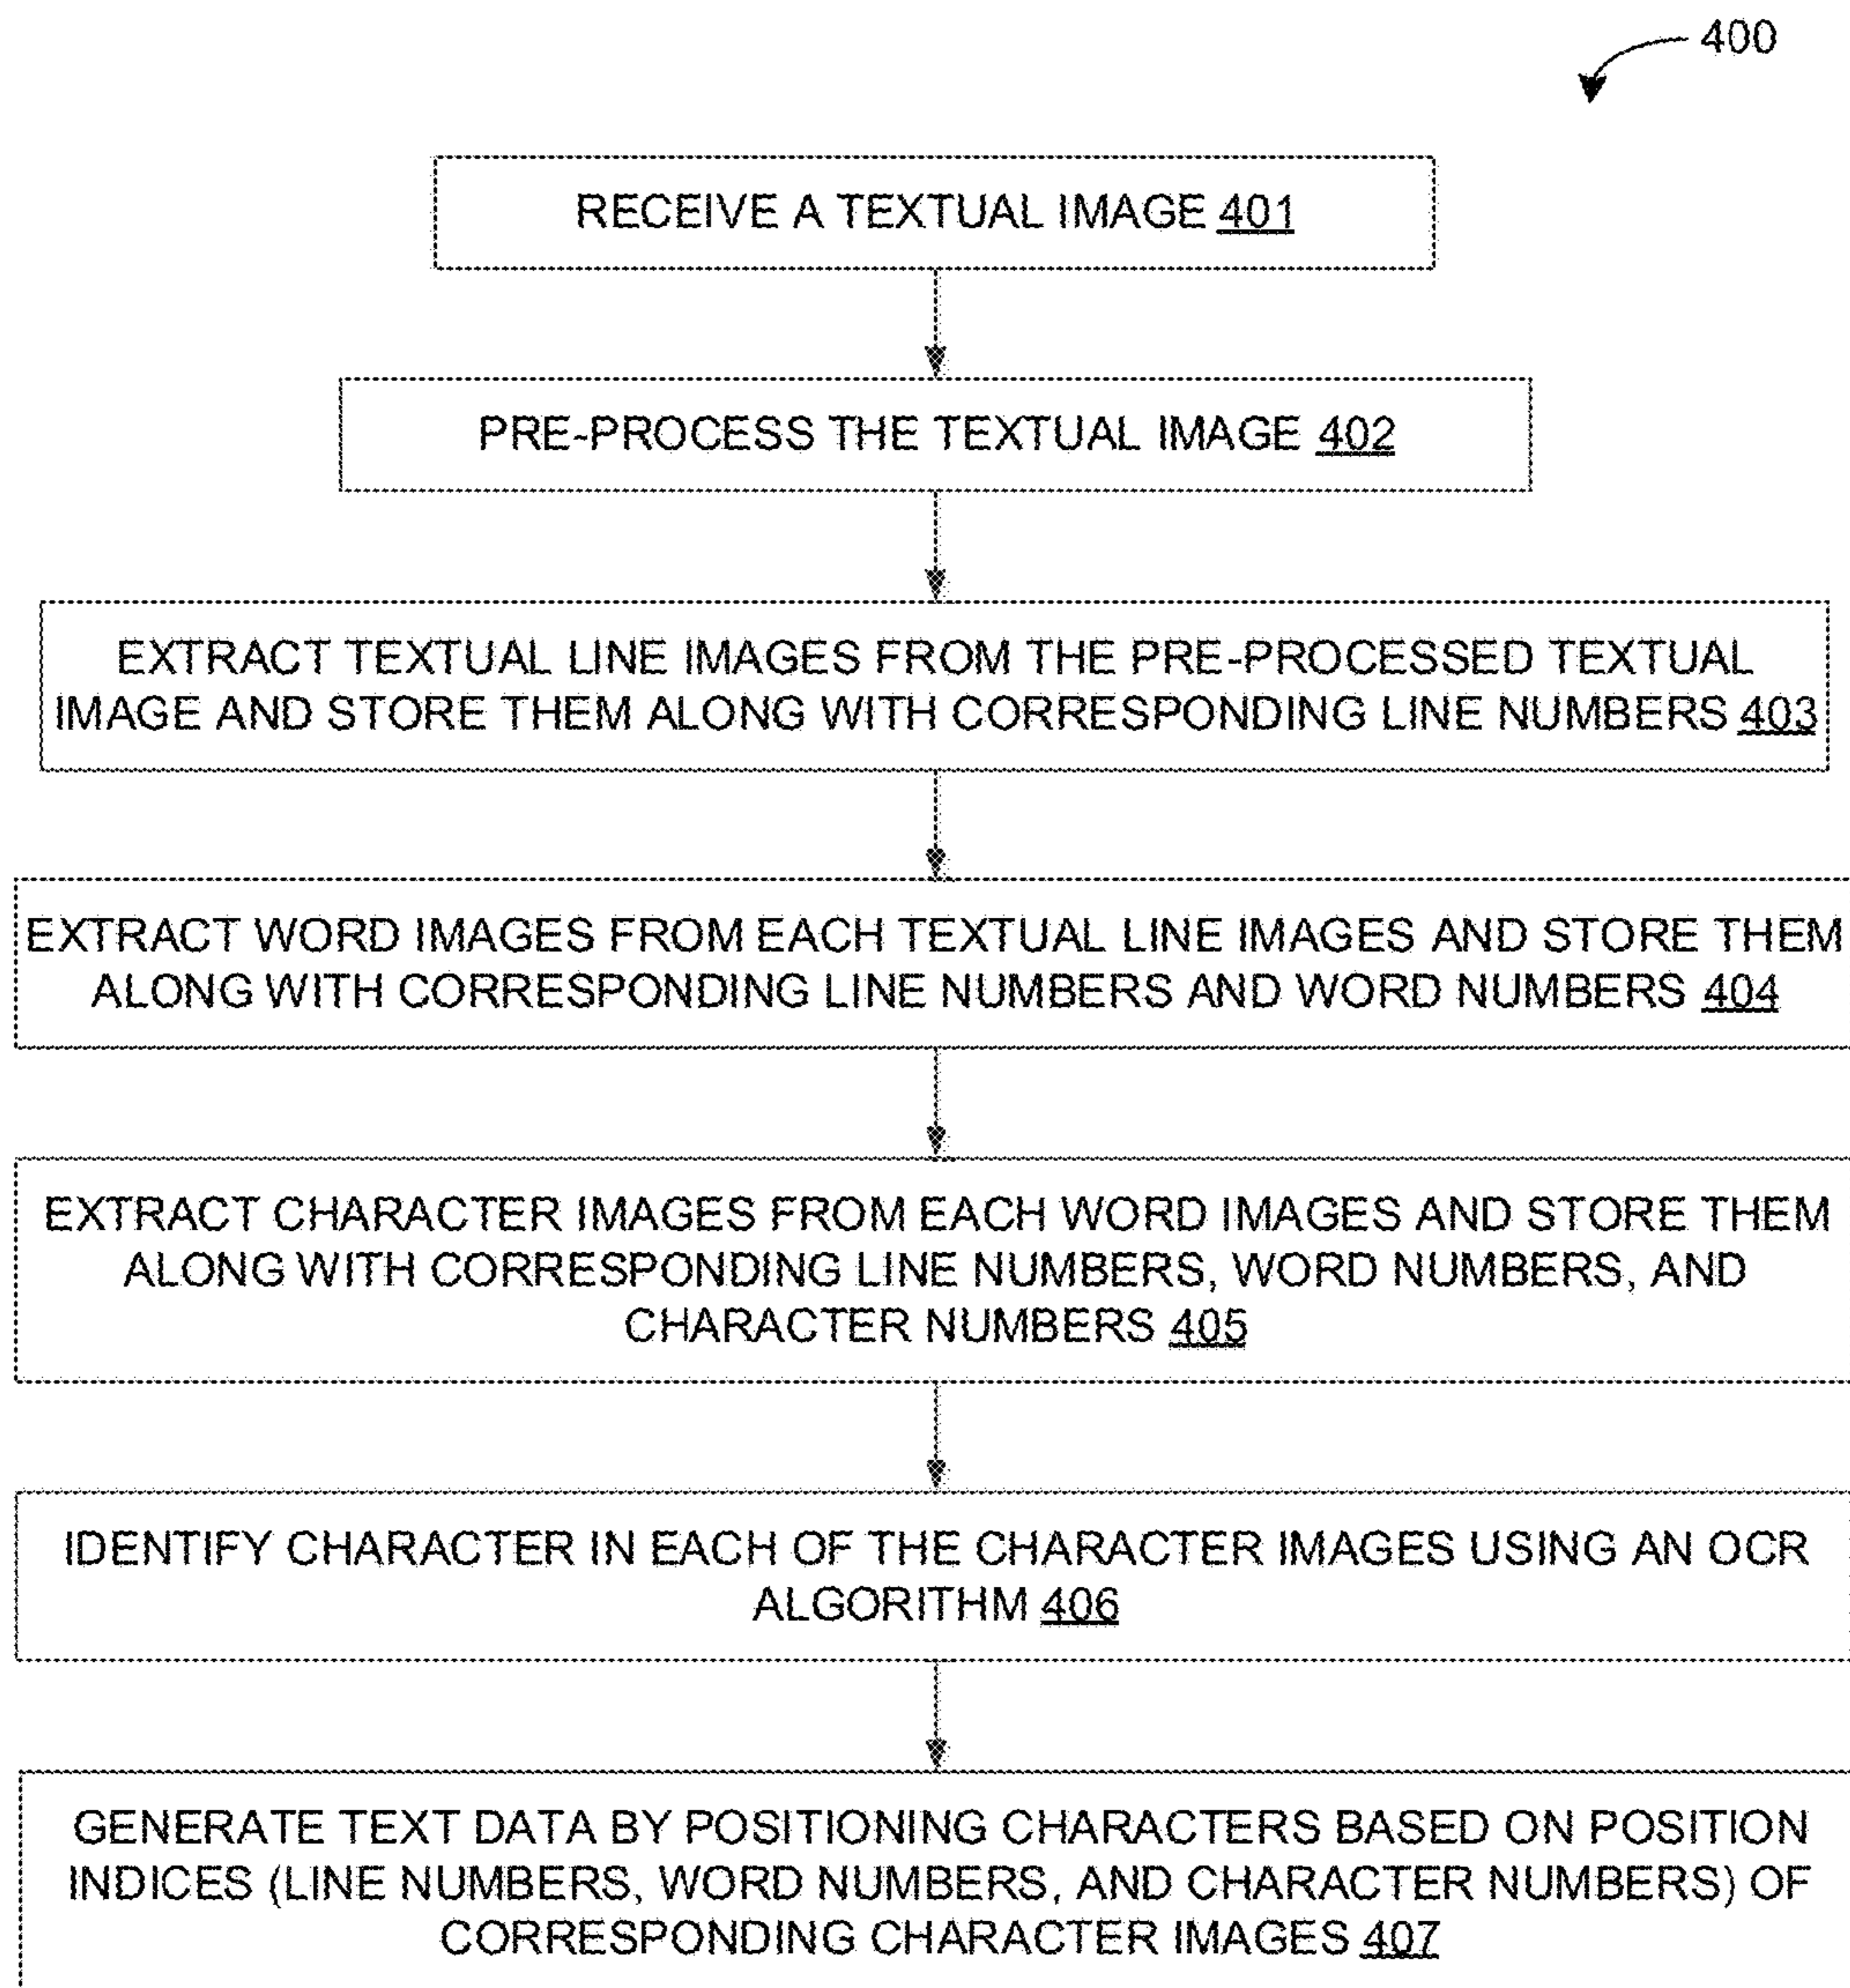 400
RECEIVE A TEXTUAL IMAGE 401
PRE-PROCESS THE TEXTUAL IMAGE 402
EXTRACT TEXTUAL LINE IMAGES FROM THE PRE-PROCESSED TEXTUAL
IMAGE AND STORE THEM ALONG WITH CORRESPONDING LINE NUMBERS 403
EXTRACT WORD IMAGES FROM EACH TEXTUAL LINE IMAGES AND STORE THEM
ALONG WITH CORRESPONDING LINE NUMBERS AND WORD NUMBERS 404
EXTRACT CHARACTER IMAGES FROM EACH WORD IMAGES AND STORE THEM
ALONG WITH CORRESPONDING LINE NUMBERS, WORD NUMBERS, AND
CHARACTER NUMBERS 405
IDENTIFY CHARACTER IN EACH OF THE CHARACTER IMAGES USING AN OCR
ALGORITHM 406
GENERATE TEXT DATA BY POSITIONING CHARACTERS BASED ON POSITION
INDICES (LINE NUMBERS, WORD NUMBERS, AND CHARACTER NUMBERS) OF
CORRESPONDING CHARACTER IMAGES 407